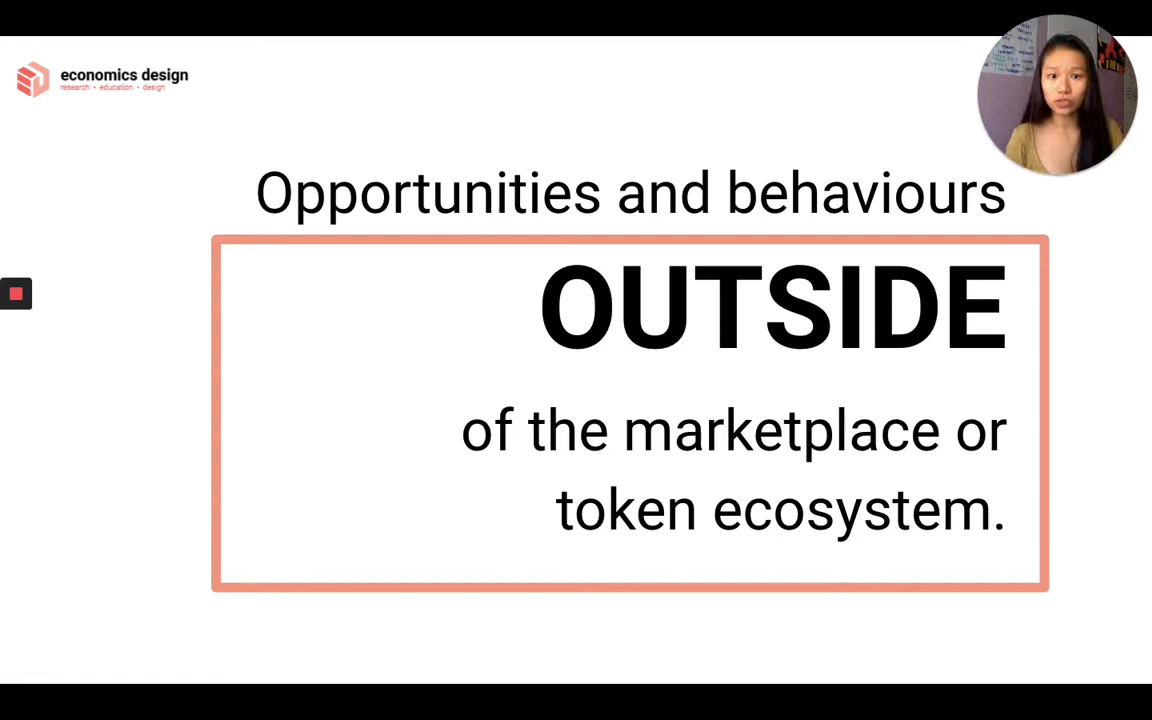 economics design
research • education • design
Opportunities and behaviours
OUTSIDE
of the marketplace or
token ecosystem.